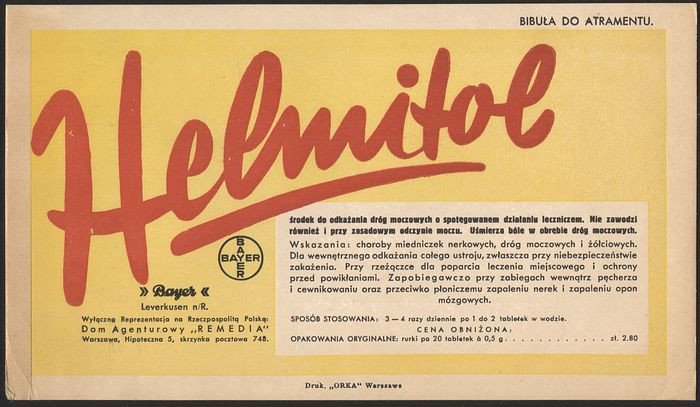 BIBUŁA DO ATRAMENTU.
Helmitol
środek do odkażania dróg moczowych o spotęgowanem działaniu leczniczem. Nie zawodzi
również i przy zasadowym odczynie moczu. Uśmierza bóle w obrębie dróg moczowych.
Wskazania: choroby miedniczek nerkowych, dróg moczowych i żółciowych.
Dla wewnętrznego odkażania całego ustroju, zwłaszcza przy niebezpieczeństwie
zakażenia. Przy rzeżączce dla poparcia leczenia miejscowego i ochrony
przed powikłaniami. Zapobiegawczo przy zabiegach wewnątrz pęcherza
i cewnikowaniu oraz przeciwko płoniczemu zapaleniu nerek i zapaleniu opon
mózgowych.
SPOSÓB STOSOWANIA: 3 — 4 razy dziennie po 1 do 2 tabletek w wodzie.
CENA OBNIŻONA:
OPAKOWANIA ORYGINALNE: rurki po 20 tabletek à 0,5 g. . . . . . . . . . . . . zł. 2.80
BAYER
BAYER
» Bayer «
Leverkusen n/R.
Wyłączną Reprezentacja na Rzeczpospolitą Polską:
Dom Agenturowy „REMEDIA"
Warszawa, Hipoteczna 5, skrzynka pocztowa 748.
Druk. „ORKA" Warszawa